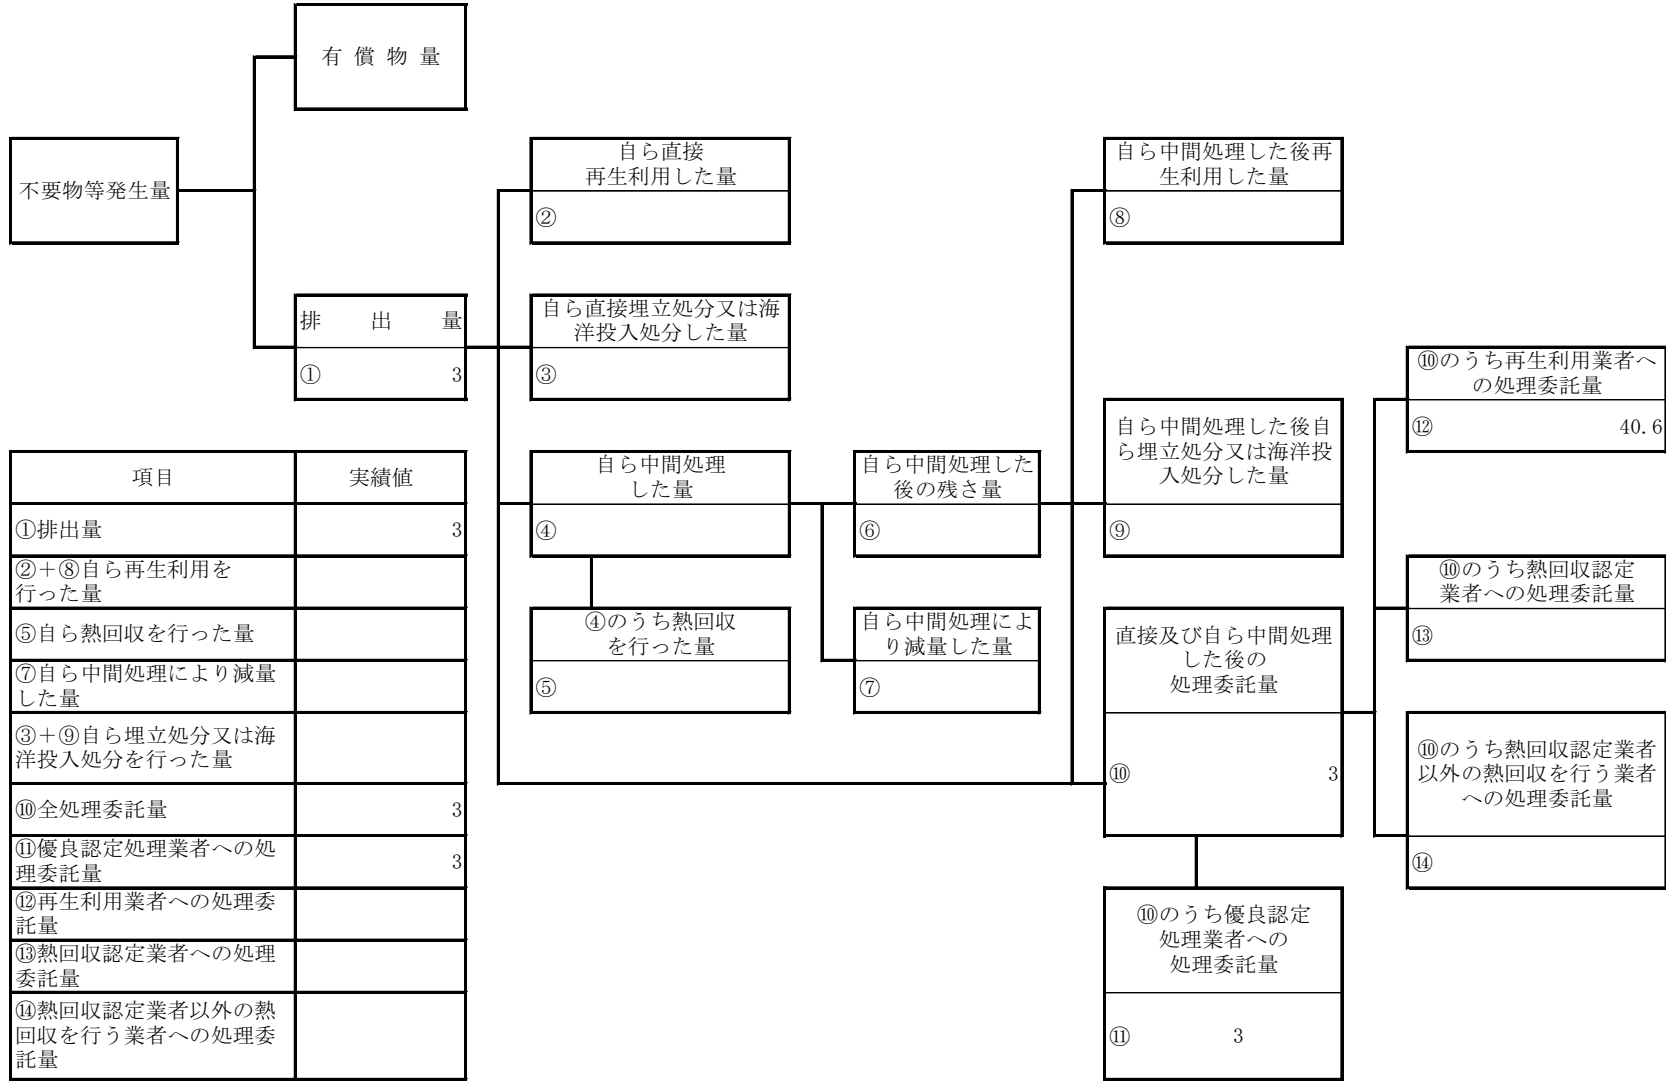 有 償 物 量
不要物等発生量
自ら直接
再生利用した量
②
自ら中間処理した後再
生利用した量
⑧
排 出 量
① 3
自ら直接埋立処分又は海
洋投入処分した量
③
⑩のうち再生利用業者へ
の処理委託量
⑫ 40.6
自ら中間処理した後自
ら埋立処分又は海洋投
入処分した量
⑨
自ら中間処理
した量
④
自ら中間処理した
後の残さ量
⑥
④のうち熱回収
を行った量
⑤
自ら中間処理によ
り減量した量
⑦
⑩のうち熱回収認定
業者への処理委託量
⑬
直接及び自ら中間処理
した後の
処理委託量
⑩ 3
⑩のうち熱回収認定業者
以外の熱回収を行う業者
への処理委託量
⑭
⑩のうち優良認定
処理業者への
処理委託量
⑪ 3
項目 実績値
①排出量 3
②＋⑧自ら再生利用を
行った量
⑤自ら熱回収を行った量
⑦自ら中間処理により減量
した量
③＋⑨自ら埋立処分又は海
洋投入処分を行った量
⑩全処理委託量 3
⑪優良認定処理業者への処
理委託量 3
⑫再生利用業者への処理委
託量
⑬熱回収認定業者への処理
委託量
⑭熱回収認定業者以外の熱
回収を行う業者への処理委
託量